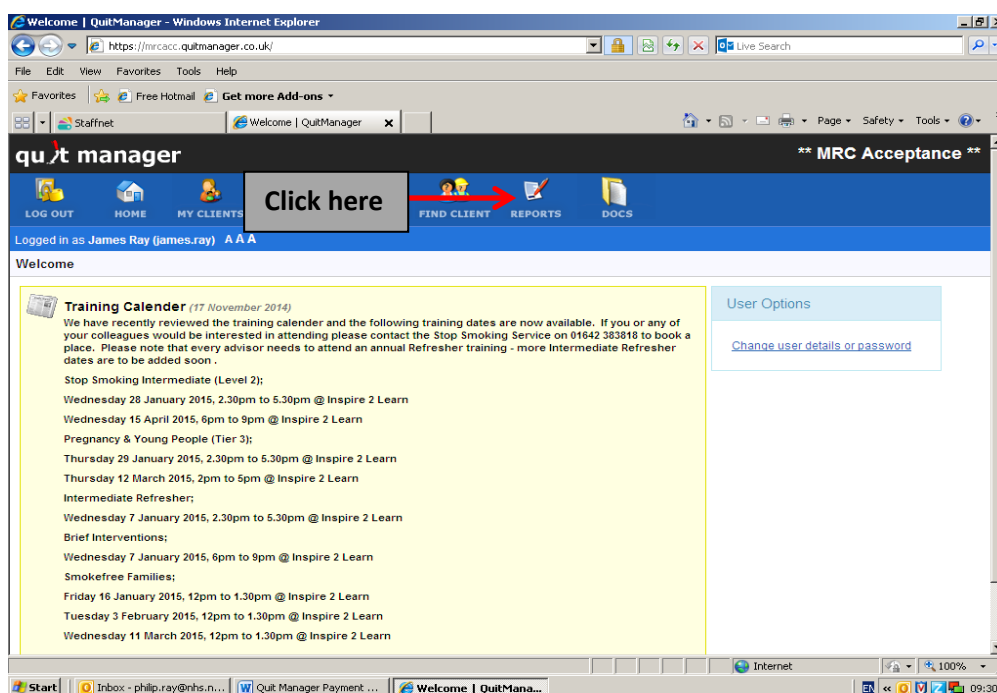 Welcome | QuitManager - Windows Internet Explorer
https://mrcacc.quitmanager.co.uk/
Live Search
File Edit View Favorites Tools Help
Favorites Free Hotmail Get more Add-ons
Staffnet Welcome | QuitManager Page Safety Tools
quit manager ** MRC Acceptance **
Click here
LOG OUT HOME MY CLIENTS FIND CLIENT REPORTS DOCS
Logged in as James Ray (james.ray) A A A
Welcome
Training Calender (17 November 2014)
We have recently reviewed the training calender and the following training dates are now available. If you or any of
your colleagues would be interested in attending please contact the Stop Smoking Service on 01642 383818 to book a
place. Please note that every advisor needs to attend an annual Refresher training - more Intermediate Refresher
dates are to be added soon .
Stop Smoking Intermediate (Level 2);
Wednesday 28 January 2015, 2.30pm to 5.30pm @ Inspire 2 Learn
Wednesday 15 April 2015, 6pm to 9pm @ Inspire 2 Learn
Pregnancy & Young People (Tier 3);
Thursday 29 January 2015, 2.30pm to 5.30pm @ Inspire 2 Learn
Thursday 12 March 2015, 2pm to 5pm @ Inspire 2 Learn
Intermediate Refresher;
Wednesday 7 January 2015, 2.30pm to 5.30pm @ Inspire 2 Learn
Brief Interventions;
Wednesday 7 January 2015, 6pm to 9pm @ Inspire 2 Learn
Smokefree Families;
Friday 16 January 2015, 12pm to 1.30pm @ Inspire 2 Learn
Tuesday 3 February 2015, 12pm to 1.30pm @ Inspire 2 Learn
Wednesday 11 March 2015, 12pm to 1.30pm @ Inspire 2 Learn
User Options
Change user details or password
Internet 100%
Start Inbox - philip.ray@nhs.n... Quit Manager Payment ... Welcome | QuitMana... EN 09:30